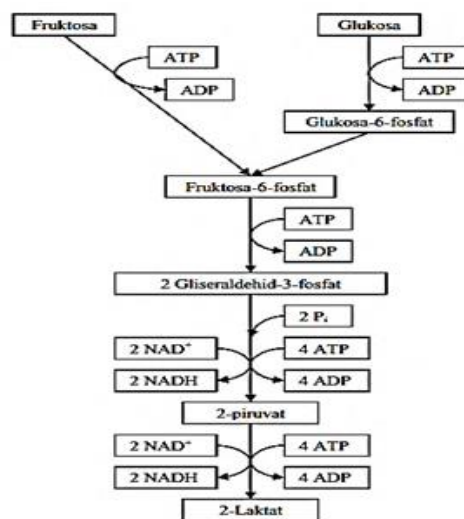 Fruktosa
Glukosa
ATP
ADP
ATP
ADP
Glukosa-6-fosfat
Fruktosa-6-fosfat
ATP
ADP
2 Gliseraldehid-3-fosfat
2 Pᵢ
2 NAD⁺
4 ATP
2 NADH
4 ADP
2-piruvat
2 NAD⁺
4 ATP
2 NADH
4 ADP
2-Laktat